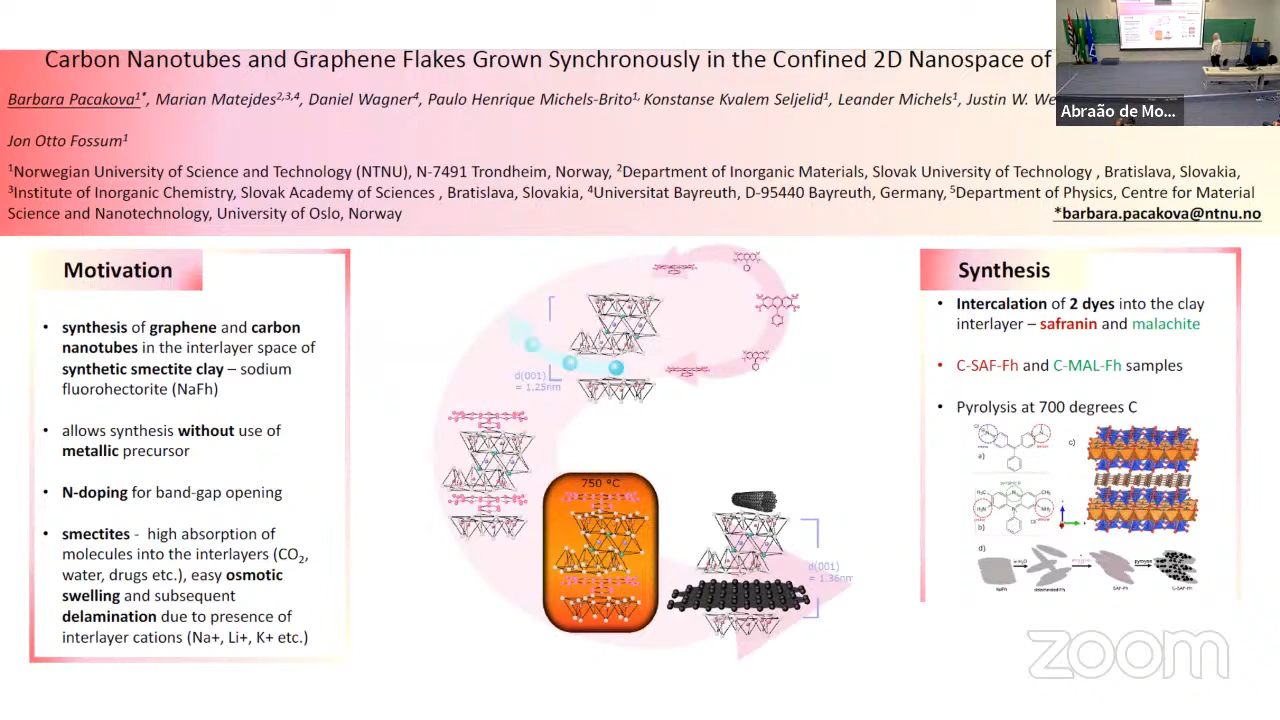 Carbon Nanotubes and Graphene Flakes Grown Synchronously in the Confined 2D Nanospace of
Barbara Pacakova¹*, Marian Matejdes²,³,⁴, Daniel Wagner⁴, Paulo Henrique Michels-Brito¹, Konstanse Kvalem Seljelid¹, Leander Michels¹, Justin W. We
Abraão de Mo...
Jon Otto Fossum¹
¹Norwegian University of Science and Technology (NTNU), N-7491 Trondheim, Norway, ²Department of Inorganic Materials, Slovak University of Technology , Bratislava, Slovakia,
³Institute of Inorganic Chemistry, Slovak Academy of Sciences , Bratislava, Slovakia, ⁴Universitat Bayreuth, D-95440 Bayreuth, Germany, ⁵Department of Physics, Centre for Material
Science and Nanotechnology, University of Oslo, Norway
*barbara.pacakova@ntnu.no
Motivation
• synthesis of graphene and carbon
nanotubes in the interlayer space of
synthetic smectite clay – sodium
fluorohectorite (NaFh)
• allows synthesis without use of
metallic precursor
• N-doping for band-gap opening
• smectites - high absorption of
molecules into the interlayers (CO₂,
water, drugs etc.), easy osmotic
swelling and subsequent
delamination due to presence of
interlayer cations (Na+, Li+, K+ etc.)
d(001)
= 1.25nm
750 ºC
d(001)
= 1.36nm
Synthesis
• Intercalation of 2 dyes into the clay
interlayer – safranin and malachite
• C-SAF-Fh and C-MAL-Fh samples
• Pyrolysis at 700 degrees C
a)
c)
b)
d)
NaFh
delaminated Fh
SAF-Fh
pyrolysis
C-SAF-Fh
zoom